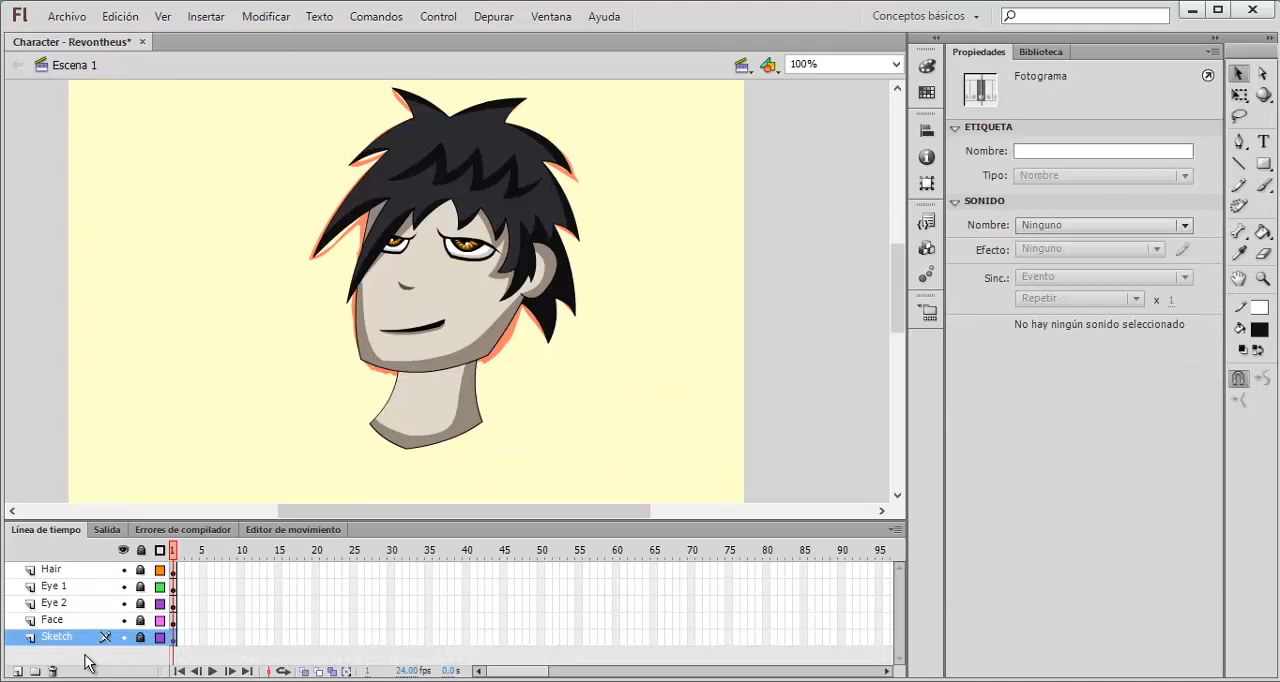 Fl Archivo Edición Ver Insertar Modificar Texto Comandos Control Depurar Ventana Ayuda Conceptos básicos
Character - Revontheus* ×
Escena 1 100%
Propiedades Biblioteca
Fotograma
ETIQUETA
Nombre:
Tipo: Nombre
SONIDO
Nombre: Ninguno
Efecto: Ninguno
Sinc.: Evento
Repetir x 1
No hay ningún sonido seleccionado
Línea de tiempo Salida Errores de compilador Editor de movimiento
1 5 10 15 20 25 30 35 40 45 50 55 60 65 70 75 80 85 90 95
Hair
Eye 1
Eye 2
Face
Sketch
1 24.00 fps 0.0 s